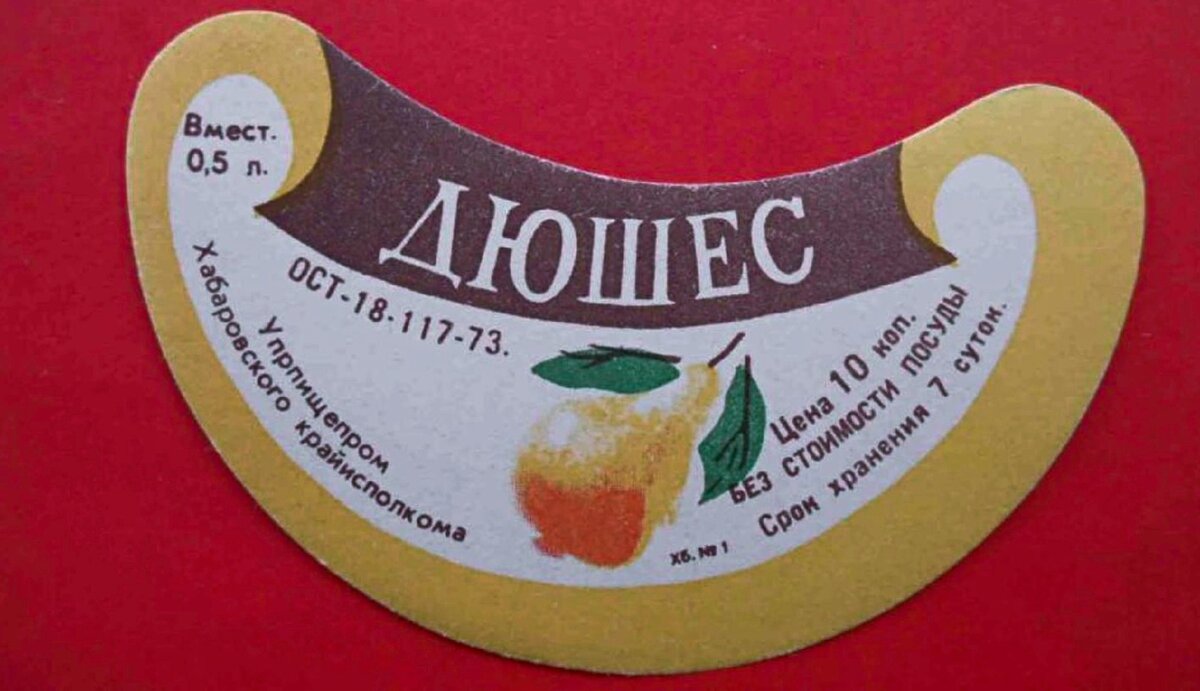 Вмест.
0,5 л.
ДЮШЕС
ОСТ-18-117-73.
Упрпищепром
Хабаровского крайисполкома
Цена 10 коп.
БЕЗ СТОИМОСТИ ПОСУДЫ
Срок хранения 7 суток.
Хб. № 1